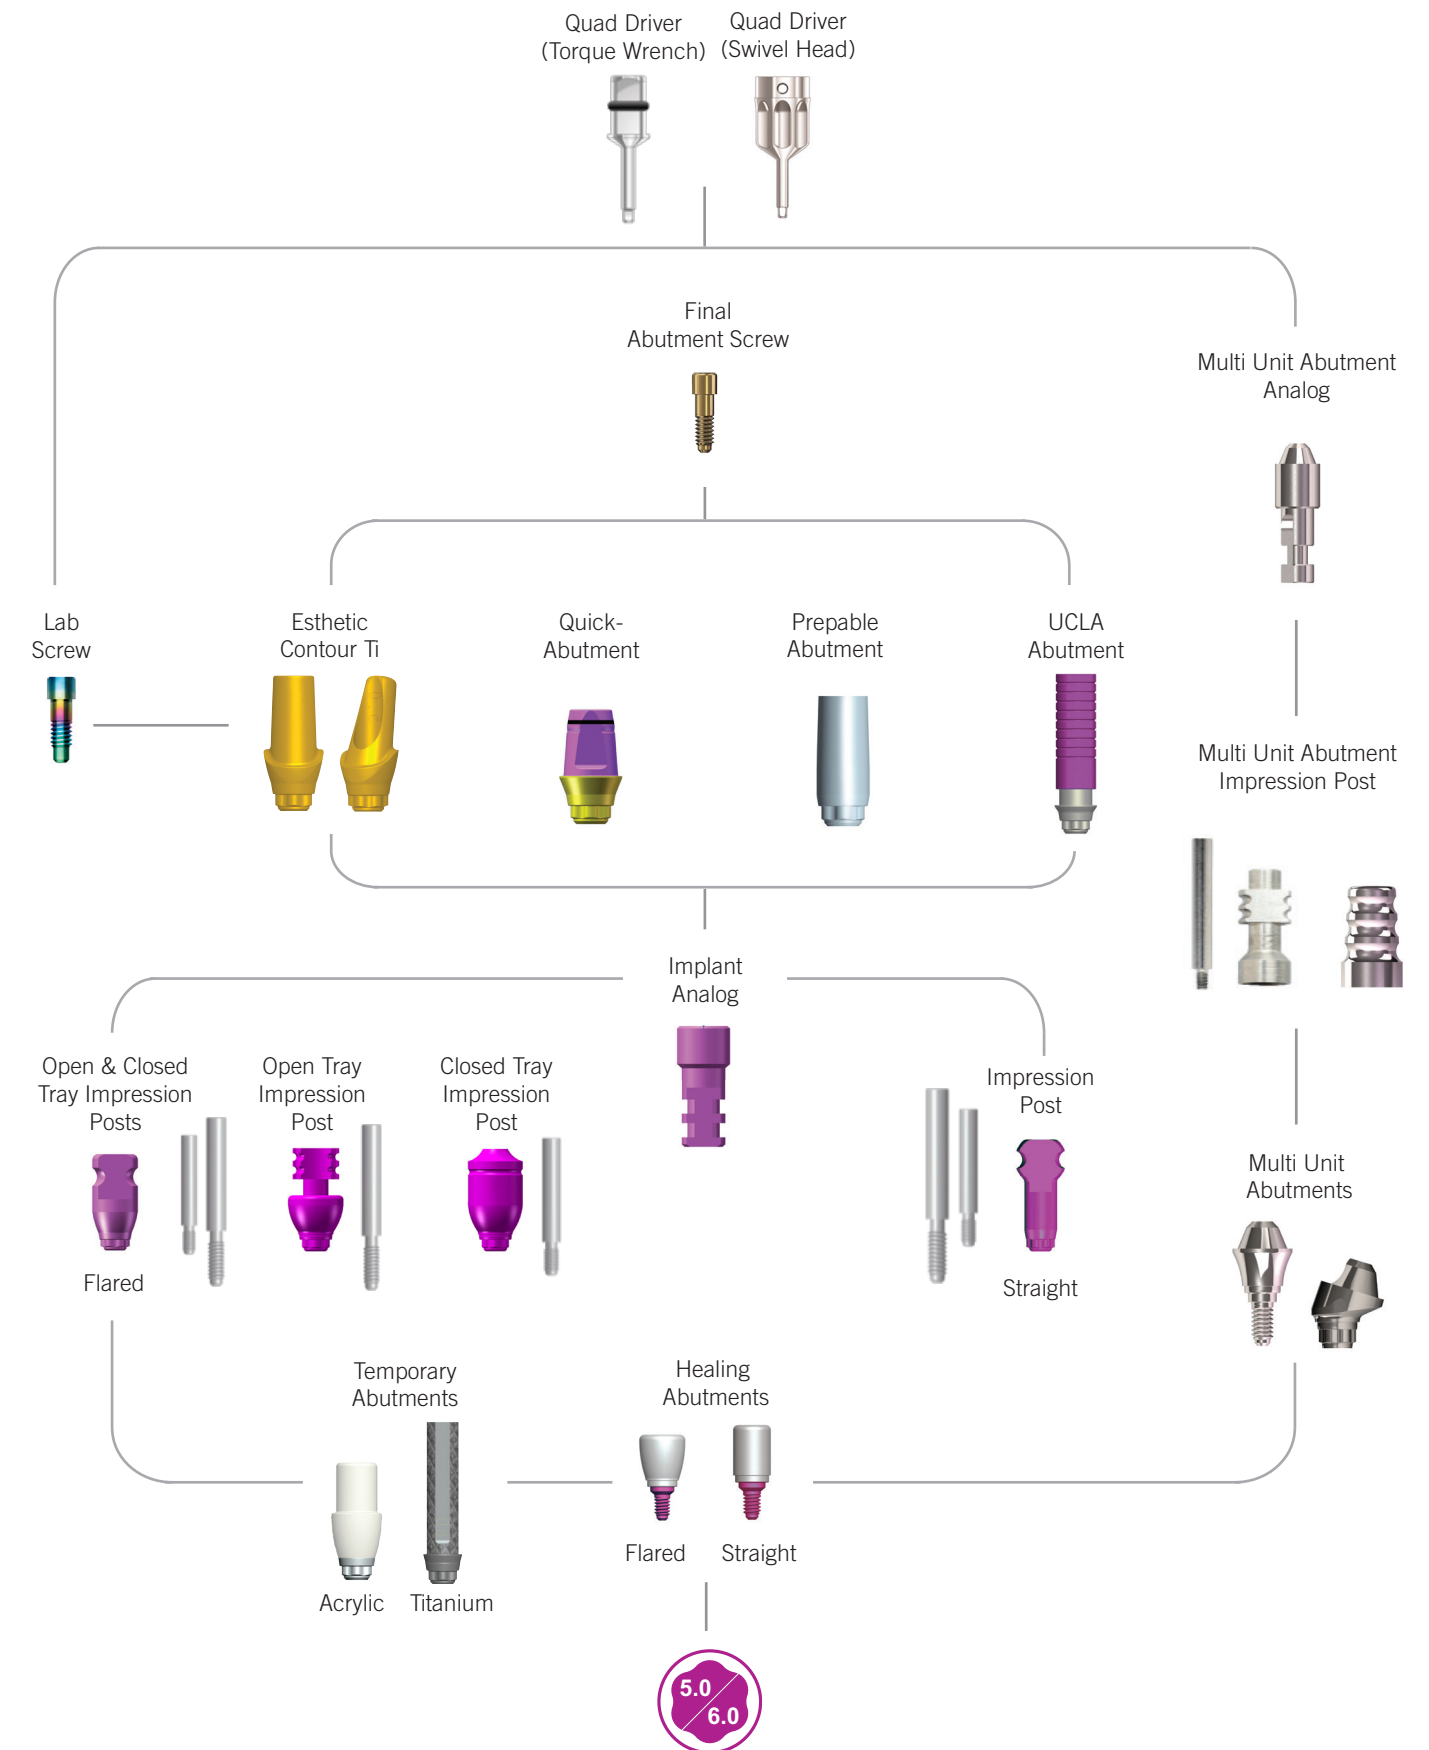 Quad Driver
(Torque Wrench)
Quad Driver
(Swivel Head)
Final
Abutment Screw
Multi Unit Abutment
Analog
Lab
Screw
Esthetic
Contour Ti
Quick-
Abutment
Prepable
Abutment
UCLA
Abutment
Multi Unit Abutment
Impression Post
Implant
Analog
Open & Closed
Tray Impression
Posts
Open Tray
Impression
Post
Closed Tray
Impression
Post
Impression
Post
Multi Unit
Abutments
Flared
Straight
Temporary
Abutments
Healing
Abutments
Flared
Straight
Acrylic
Titanium
5.0
6.0